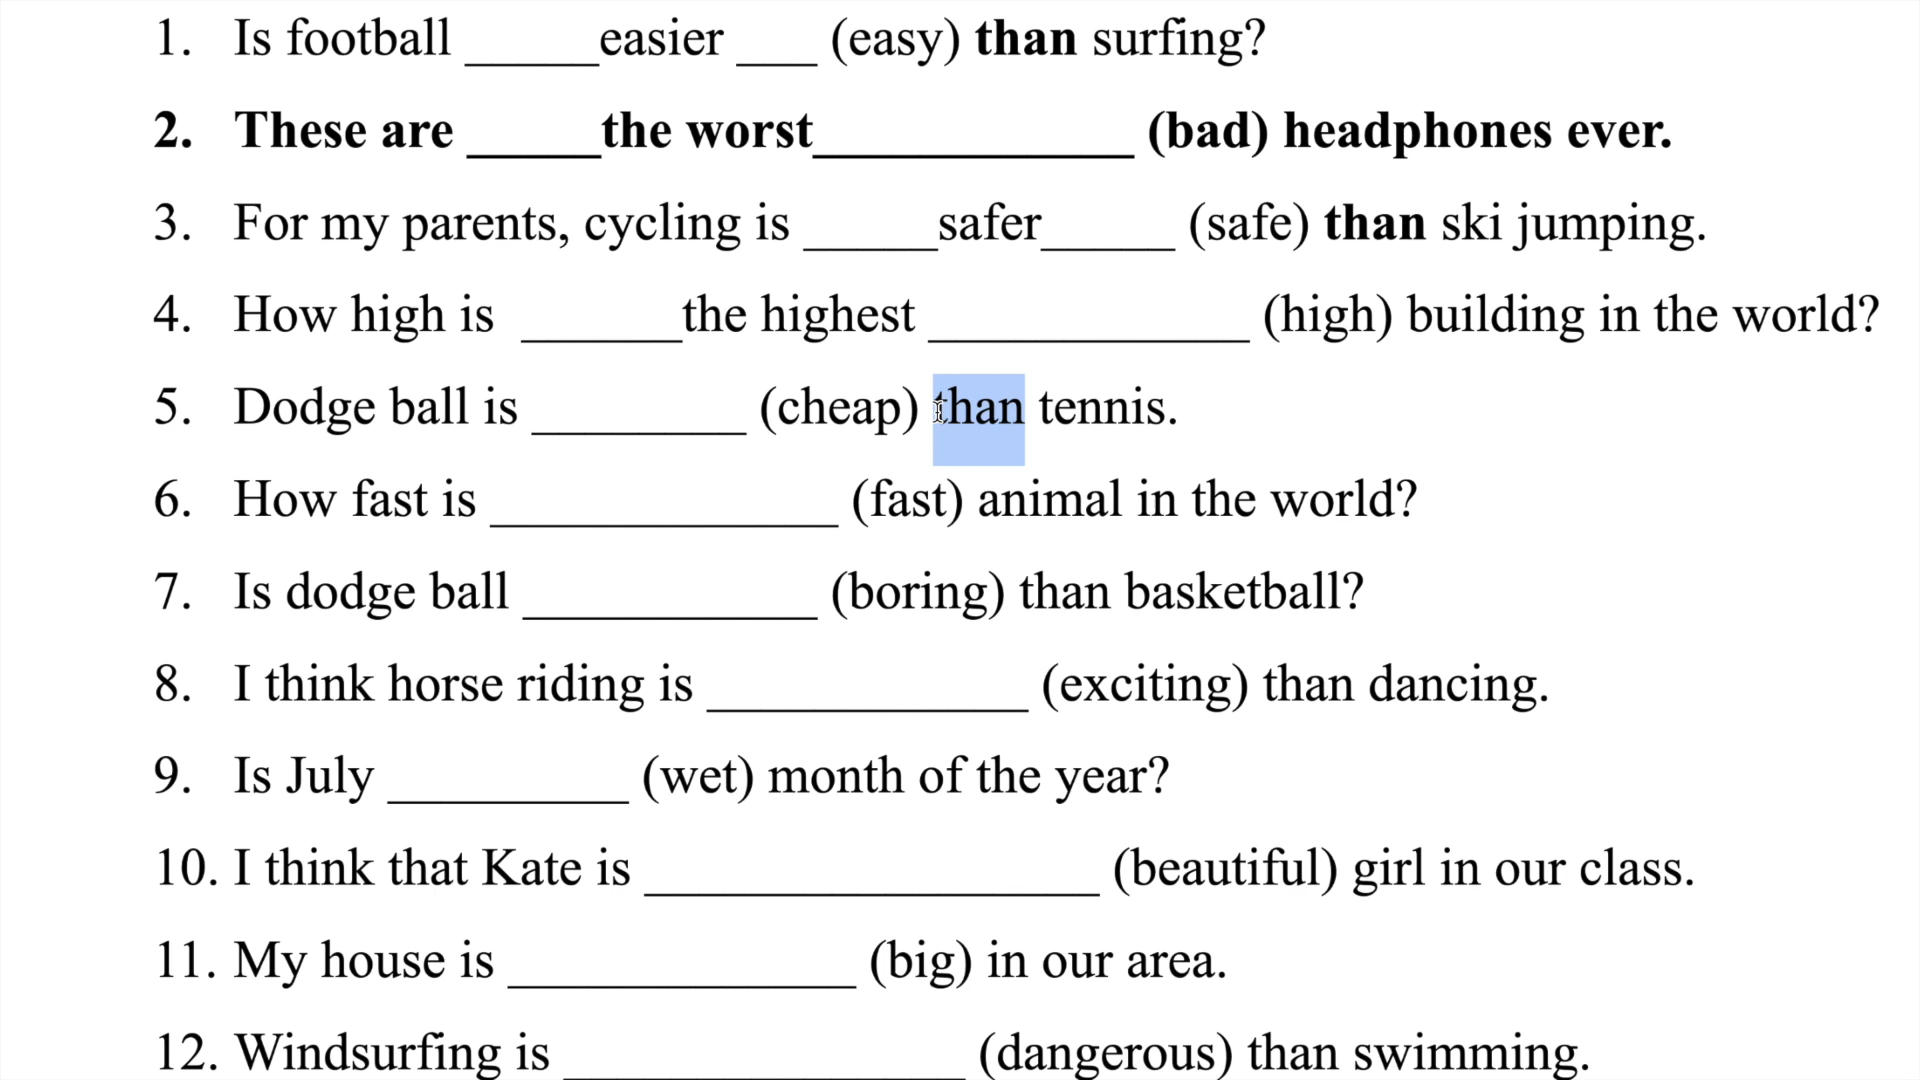 1. Is football _____easier ___ (easy) than surfing?
2. These are _____the worst____________ (bad) headphones ever.
3. For my parents, cycling is _____safer_____ (safe) than ski jumping.
4. How high is ______the highest ____________ (high) building in the world?
5. Dodge ball is ________ (cheap) than tennis.
6. How fast is _____________ (fast) animal in the world?
7. Is dodge ball ___________ (boring) than basketball?
8. I think horse riding is ____________ (exciting) than dancing.
9. Is July _________ (wet) month of the year?
10. I think that Kate is _________________ (beautiful) girl in our class.
11. My house is _____________ (big) in our area.
12. Windsurfing is _______________ (dangerous) than swimming.